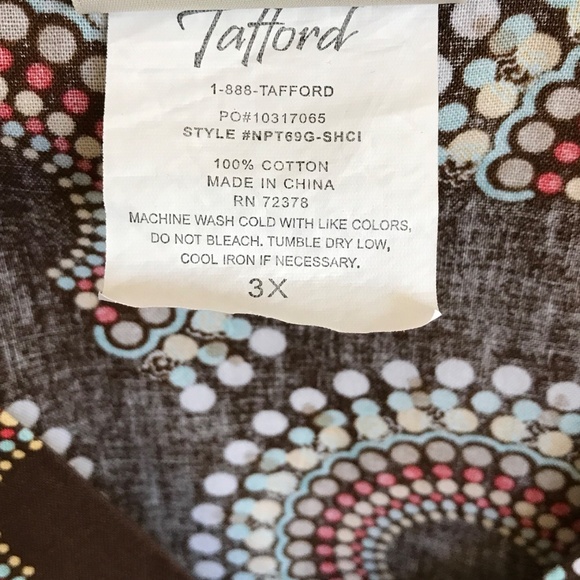 Tafford
1-888-TAFFORD
PO#10317065
STYLE #NPT69G-SHCI
100% COTTON
MADE IN CHINA
RN 72378
MACHINE WASH COLD WITH LIKE COLORS,
DO NOT BLEACH. TUMBLE DRY LOW,
COOL IRON IF NECESSARY.
3X